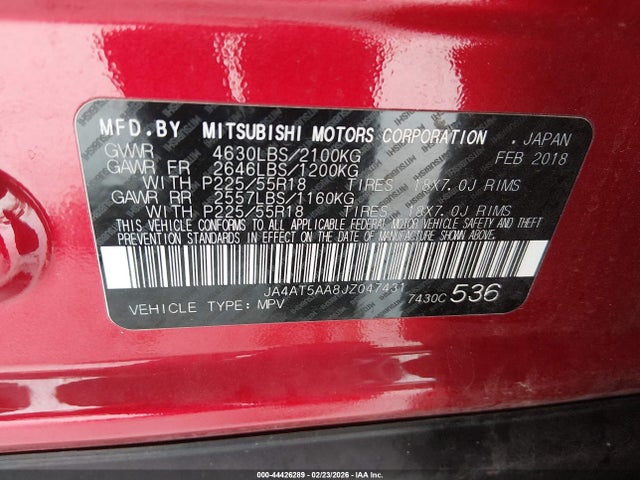 MFD.BY MITSUBISHI MOTORS CORPORATION . JAPAN
GVWR 4630LBS/2100KG FEB 2018
GAWR FR 2646LBS/1200KG
WITH P225/55R18 TIRES 18X7.0J RIMS
GAWR RR 2557LBS/1160KG
WITH P225/55R18 TIRES 18X7.0J RIMS
THIS VEHICLE CONFORMS TO ALL APPLICABLE FEDERAL MOTOR VEHICLE SAFETY AND THEFT
PREVENTION STANDARDS IN EFFECT ON THE DATE OF MANUFACTURE SHOWN ABOVE.
JA4AT5AA8JZ047431
VEHICLE TYPE: MPV 7430C 536
000-44426289 - 02/23/2026 - IAA Inc.